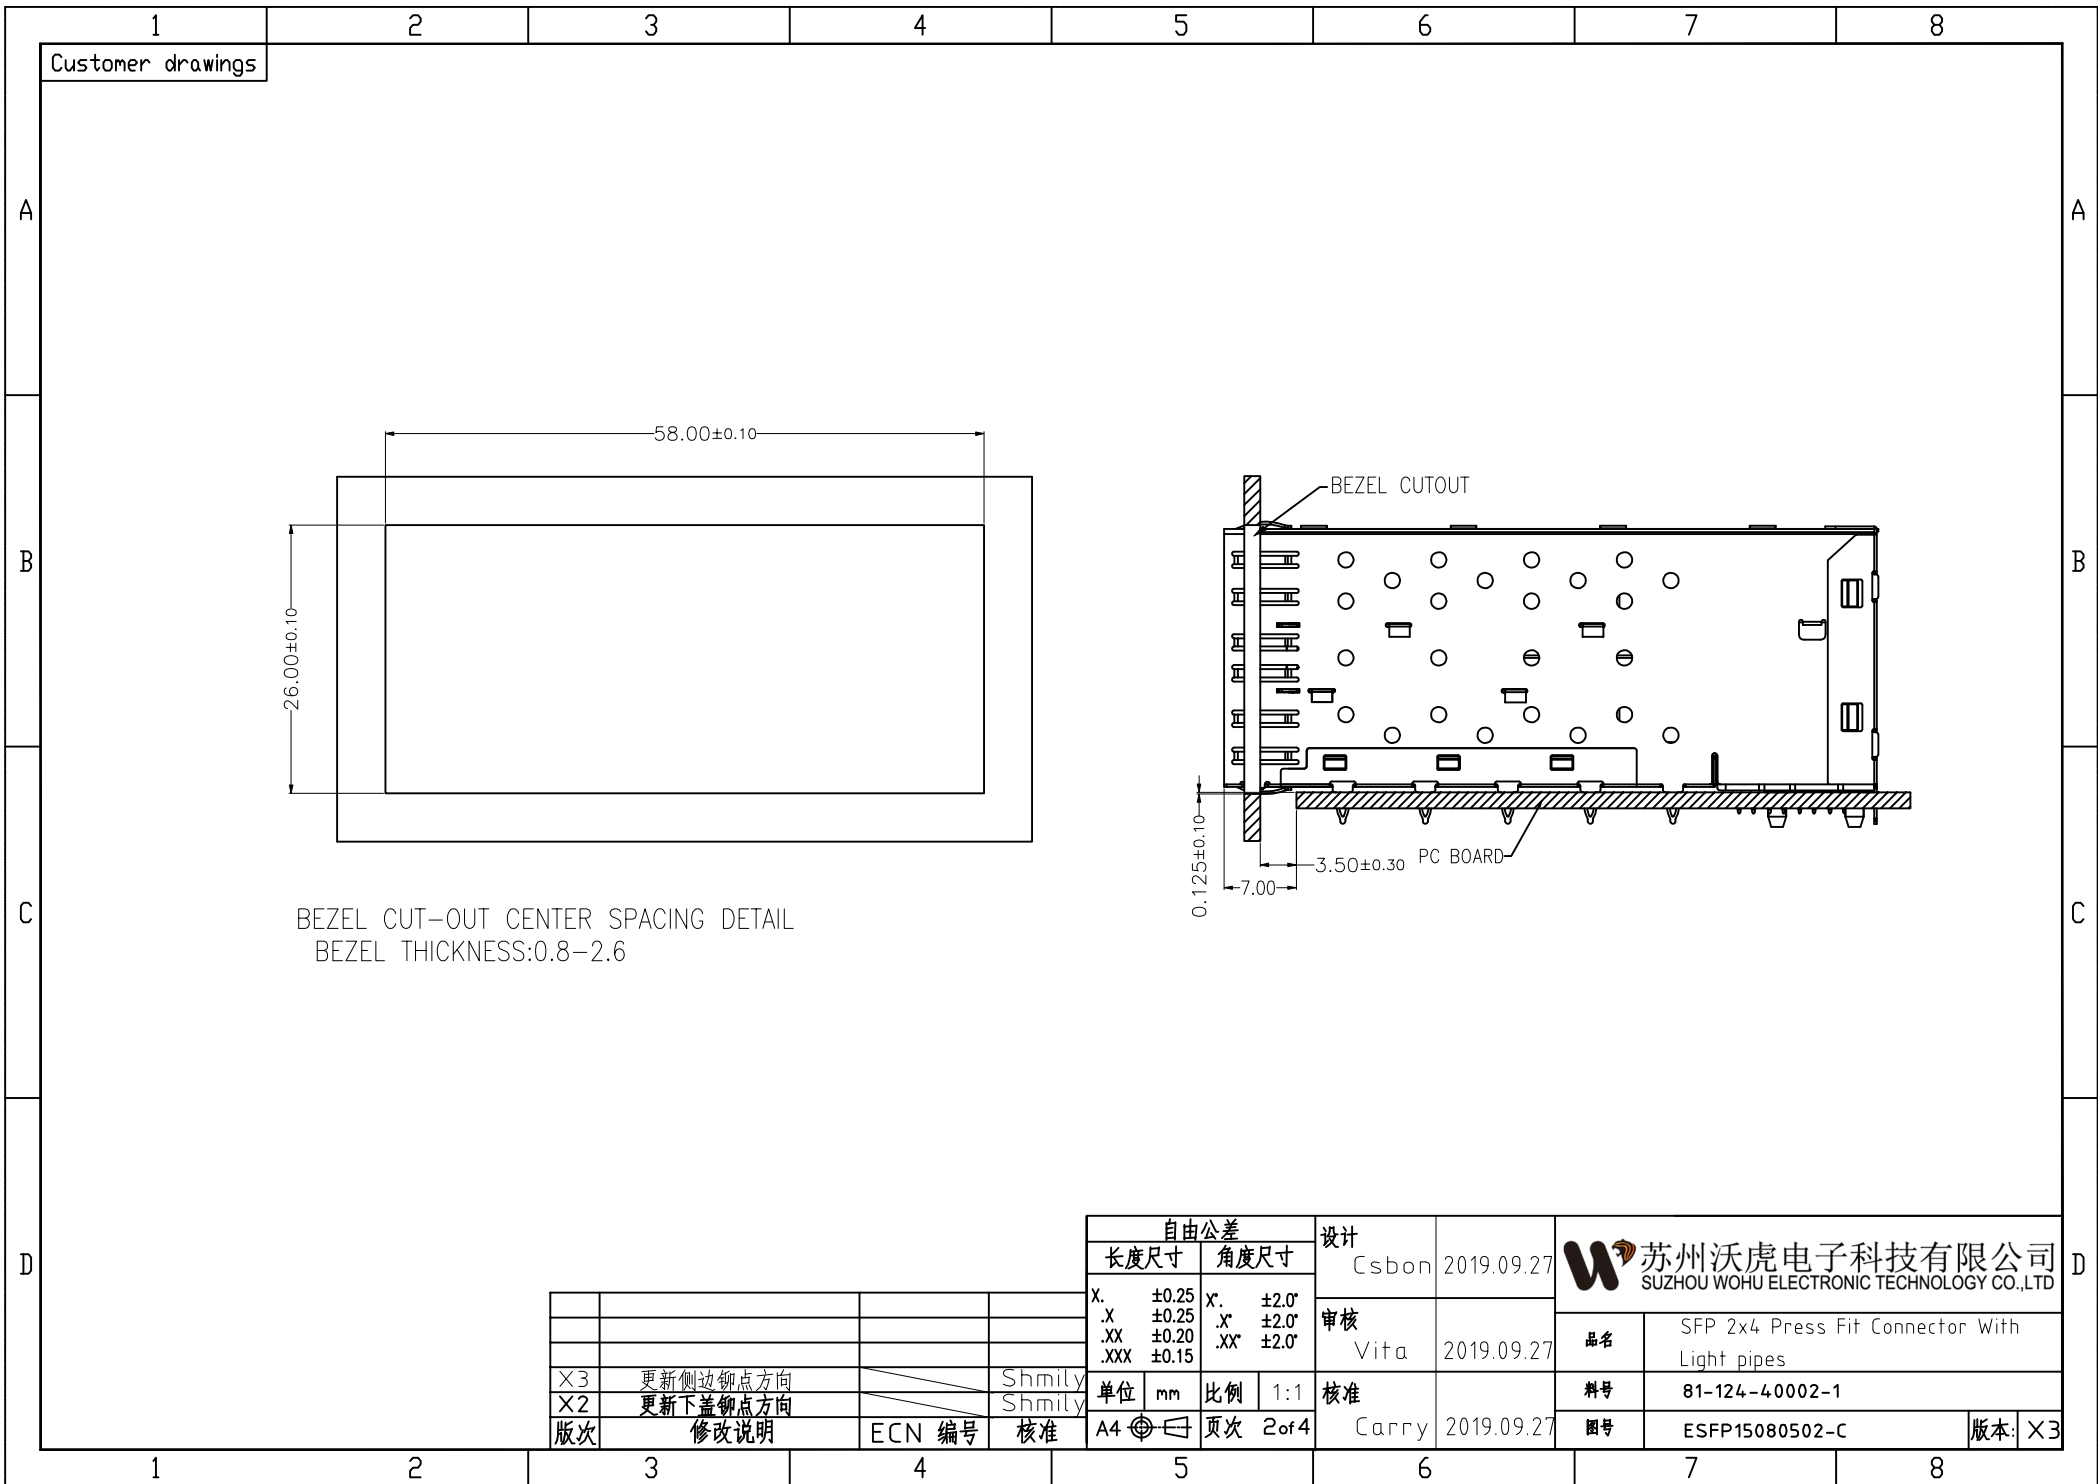 1 2 3 4 5 6 7 8
Customer drawings
A A
58.00±0.10
BEZEL CUTOUT
B B
26.00±0.10
0.125±0.10
3.50±0.30
PC BOARD
7.00
C C
BEZEL CUT-OUT CENTER SPACING DETAIL
BEZEL THICKNESS:0.8-2.6
D D
自由公差
长度尺寸 角度尺寸
X. ±0.25 X°. ±2.0°
.X ±0.25 .X° ±2.0°
.XX ±0.20 .XX° ±2.0°
.XXX ±0.15
单位 mm 比例 1:1
A4 页次 2of4
设计
Csbon 2019.09.27
审核
Vita 2019.09.27
核准
Carry 2019.09.27
W
苏州沃虎电子科技有限公司
SUZHOU WOHU ELECTRONIC TECHNOLOGY CO.,LTD
品名 SFP 2x4 Press Fit Connector With
Light pipes
料号 81-124-40002-1
图号 ESFP15080502-C 版本: X3
X3 更新侧边铆点方向 Shmily
X2 更新下盖铆点方向 Shmily
版次 修改说明 ECN 编号 核准
1 2 3 4 5 6 7 8